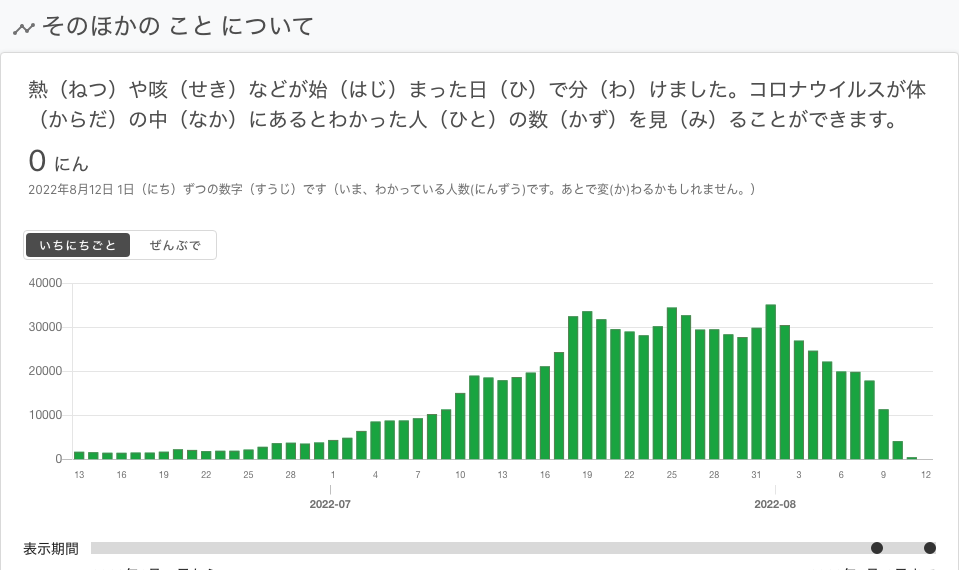 そのほかの こと について
熱（ねつ）や咳（せき）などが始（はじ）まった日（ひ）で分（わ）けました。コロナウイルスが体
（からだ）の中（なか）にあるとわかった人（ひと）の数（かず）を見（み）ることができます。
0 にん
2022年8月12日 1日（にち）ずつの数字（すうじ）です（いま、わかっている人数(にんずう)です。あとで変(か)わるかもしれません。）
いちにちごと ぜんぶで
40000
30000
20000
10000
0
13 16 19 22 25 28 1 4 7 10 13 16 19 22 25 28 31 3 6 9 12
2022-07 2022-08
表示期間